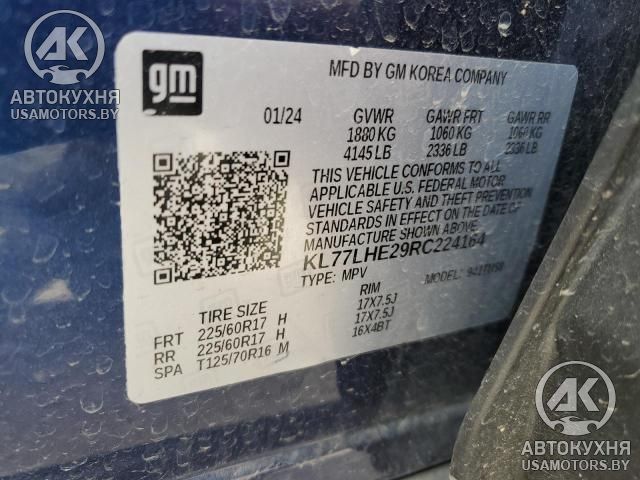 AK
АВТОКУХНЯ
USAMOTORS.BY
gm
MFD BY GM KOREA COMPANY
01/24 GVWR GAWR FRT GAWR RR
1880 KG 1060 KG 1060 KG
4145 LB 2336 LB 2336 LB
THIS VEHICLE CONFORMS TO ALL
APPLICABLE U.S. FEDERAL MOTOR
VEHICLE SAFETY AND THEFT PREVENTION
STANDARDS IN EFFECT ON THE DATE OF
MANUFACTURE SHOWN ABOVE.
KL77LHE29RC224164
TYPE: MPV MODEL:
TIRE SIZE RIM
FRT 225/60R17 H 17X7.5J
RR 225/60R17 H 17X7.5J
SPA T125/70R16 M 16X4BT
AK
АВТОКУХНЯ
USAMOTORS.BY